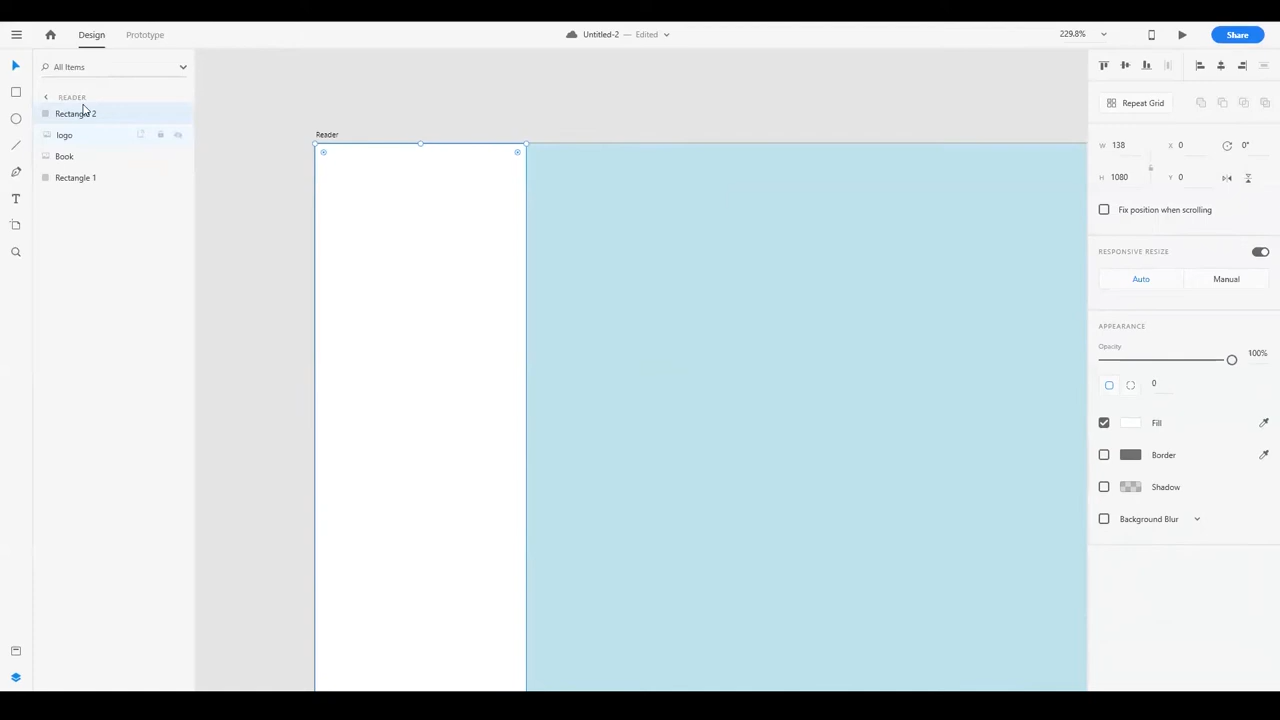 Design
Prototype
Untitled-2 — Edited
229.8%
Share
All Items
READER
Rectangle 2
logo
Book
Rectangle 1
Reader
Repeat Grid
W 138
X 0
0°
H 1080
Y 0
Fix position when scrolling
RESPONSIVE RESIZE
Auto
Manual
APPEARANCE
Opacity
100%
0
Fill
Border
Shadow
Background Blur